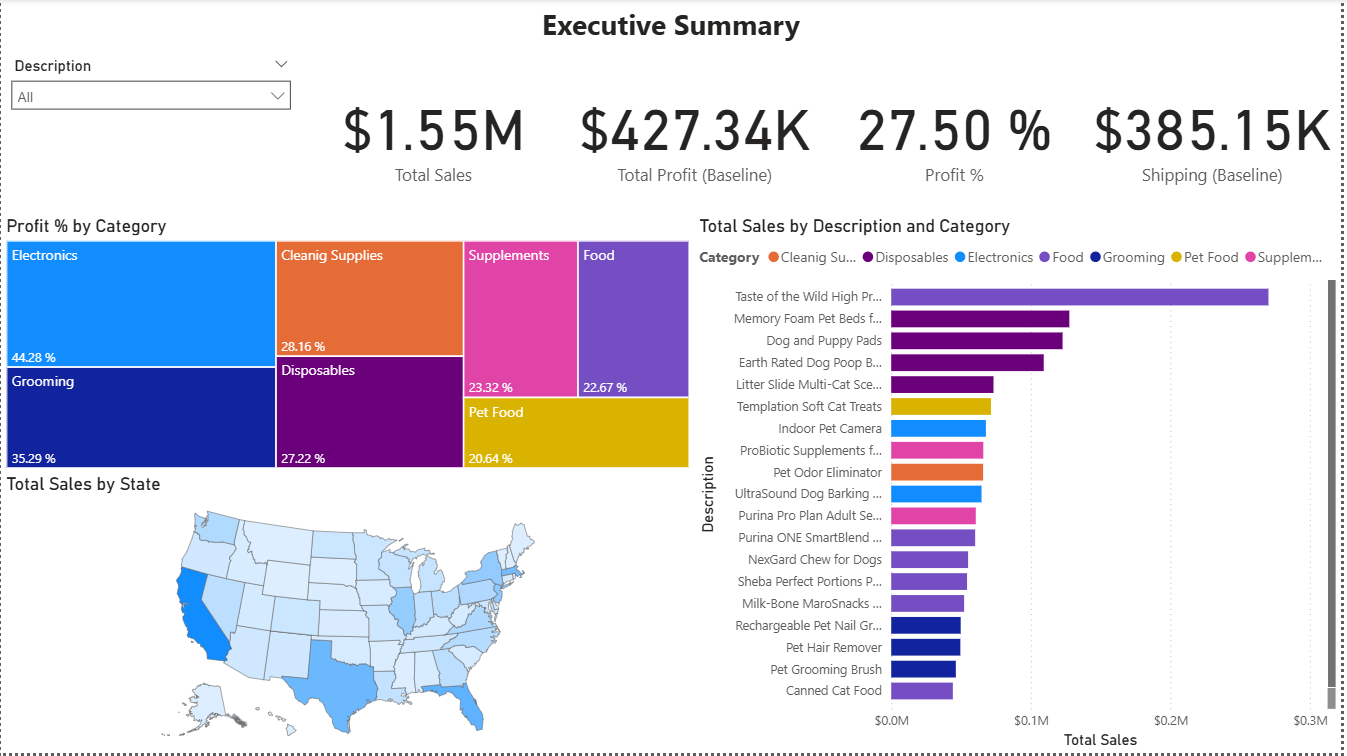 Executive Summary
Description
All
$1.55M
Total Sales
$427.34K
Total Profit (Baseline)
27.50 %
Profit %
$385.15K
Shipping (Baseline)
Profit % by Category
Electronics
44.28 %
Grooming
35.29 %
Cleanig Supplies
28.16 %
Disposables
27.22 %
Supplements
23.32 %
Food
22.67 %
Pet Food
20.64 %
Total Sales by State
Total Sales by Description and Category
Category Cleanig Su... Disposables Electronics Food Grooming Pet Food Supplem...
Description
Taste of the Wild High Pr...
Memory Foam Pet Beds f...
Dog and Puppy Pads
Earth Rated Dog Poop B...
Litter Slide Multi-Cat Sce...
Templation Soft Cat Treats
Indoor Pet Camera
ProBiotic Supplements f...
Pet Odor Eliminator
UltraSound Dog Barking ...
Purina Pro Plan Adult Se...
Purina ONE SmartBlend ...
NexGard Chew for Dogs
Sheba Perfect Portions P...
Milk-Bone MaroSnacks ...
Rechargeable Pet Nail Gr...
Pet Hair Remover
Pet Grooming Brush
Canned Cat Food
$0.0M $0.1M $0.2M $0.3M
Total Sales